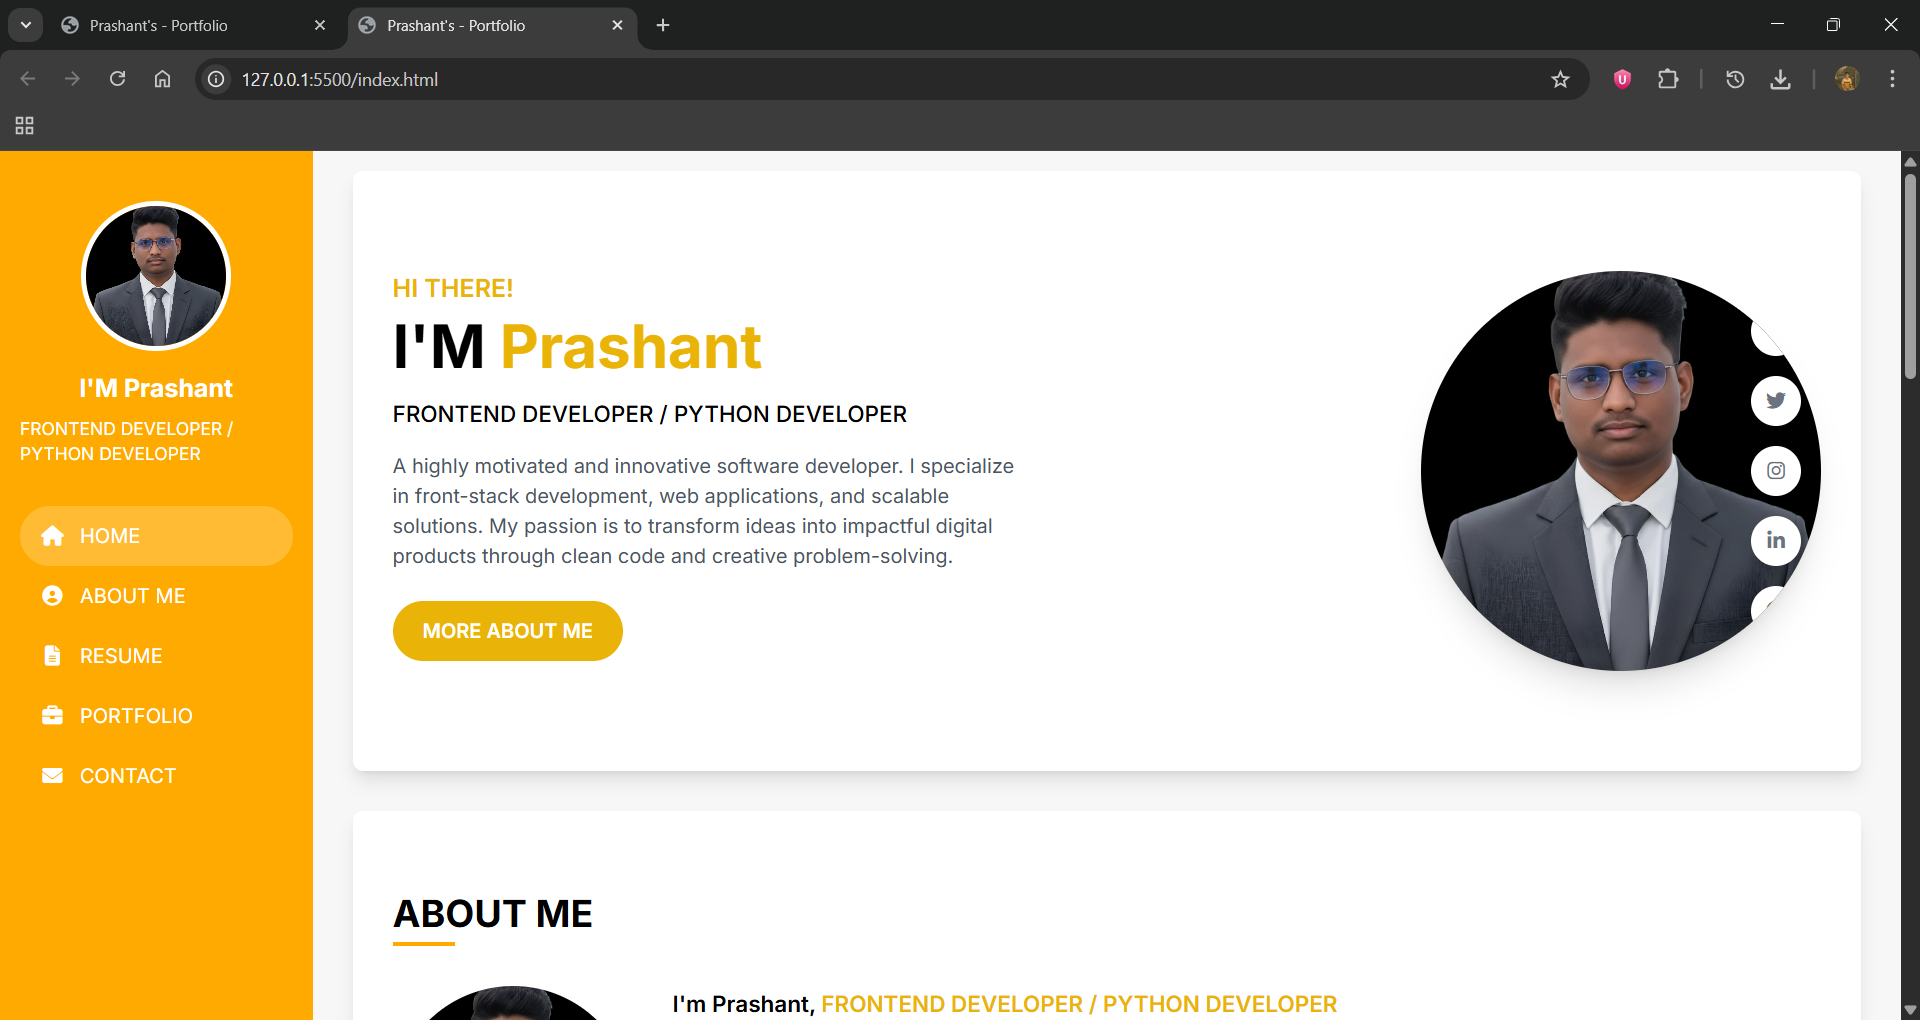 Prashant's - Portfolio
Prashant's - Portfolio
127.0.0.1:5500/index.html
U
I'M Prashant
FRONTEND DEVELOPER /
PYTHON DEVELOPER
HOME
ABOUT ME
RESUME
PORTFOLIO
CONTACT
HI THERE!
I'M Prashant
FRONTEND DEVELOPER / PYTHON DEVELOPER
A highly motivated and innovative software developer. I specialize
in front-stack development, web applications, and scalable
solutions. My passion is to transform ideas into impactful digital
products through clean code and creative problem-solving.
MORE ABOUT ME
in
ABOUT ME
I'm Prashant, FRONTEND DEVELOPER / PYTHON DEVELOPER